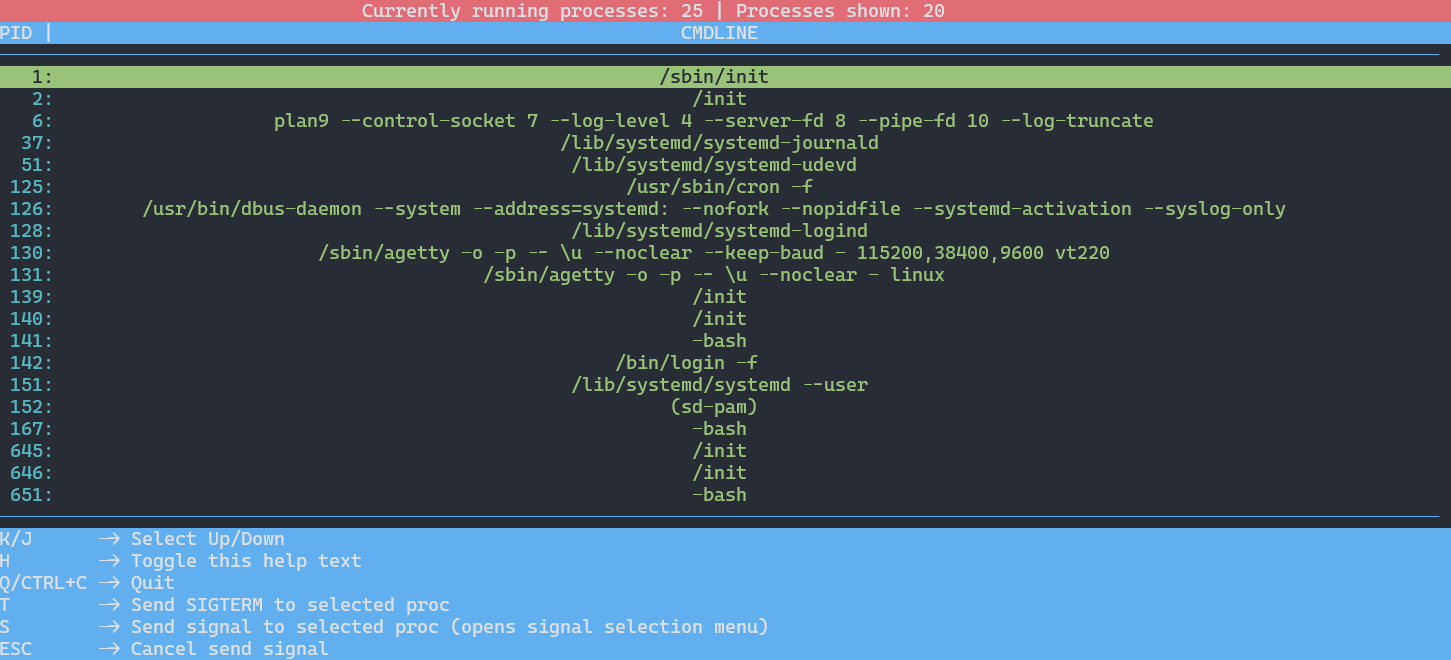 Currently running processes: 25 | Processes shown: 20
PID | CMDLINE
1: /sbin/init
2: /init
6: plan9 --control-socket 7 --log-level 4 --server-fd 8 --pipe-fd 10 --log-truncate
37: /lib/systemd/systemd-journald
51: /lib/systemd/systemd-udevd
125: /usr/sbin/cron -f
126: /usr/bin/dbus-daemon --system --address=systemd: --nofork --nopidfile --systemd-activation --syslog-only
128: /lib/systemd/systemd-logind
130: /sbin/agetty -o -p -- \u --noclear --keep-baud - 115200,38400,9600 vt220
131: /sbin/agetty -o -p -- \u --noclear - linux
139: /init
140: /init
141: -bash
142: /bin/login -f
151: /lib/systemd/systemd --user
152: (sd-pam)
167: -bash
645: /init
646: /init
651: -bash
K/J —> Select Up/Down
H —> Toggle this help text
Q/CTRL+C —> Quit
T —> Send SIGTERM to selected proc
S —> Send signal to selected proc (opens signal selection menu)
ESC —> Cancel send signal